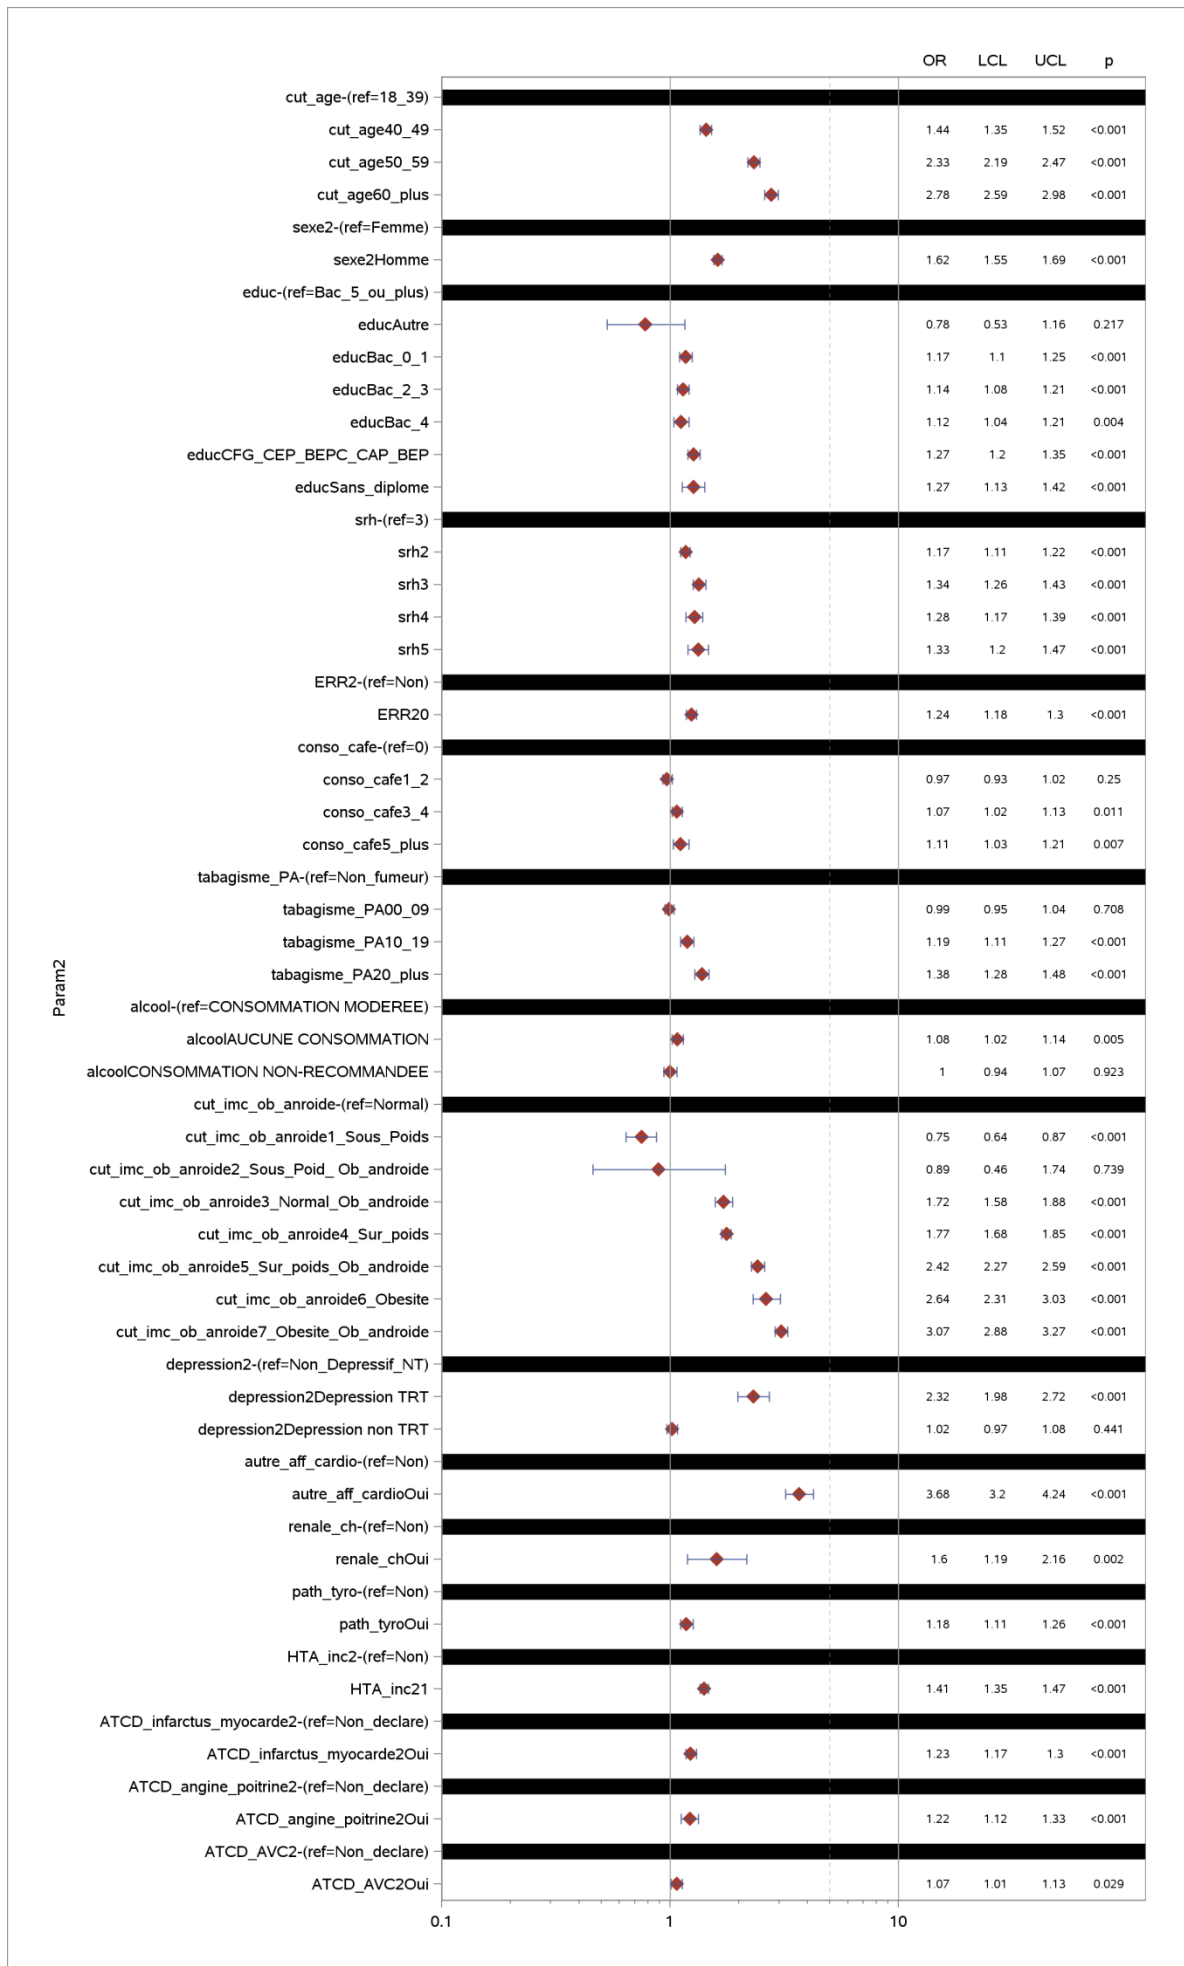 OR LCL UCL p
cut_age-(ref=18_39)
cut_age40_49 1.44 1.35 1.52 <0.001
cut_age50_59 2.33 2.19 2.47 <0.001
cut_age60_plus 2.78 2.59 2.98 <0.001
sexe2-(ref=Femme)
sexe2Homme 1.62 1.55 1.69 <0.001
educ-(ref=Bac_5_ou_plus)
educAutre 0.78 0.53 1.16 0.217
educBac_0_1 1.17 1.1 1.25 <0.001
educBac_2_3 1.14 1.08 1.21 <0.001
educBac_4 1.12 1.04 1.21 0.004
educCFG_CEP_BEPC_CAP_BEP 1.27 1.2 1.35 <0.001
educSans_diplome 1.27 1.13 1.42 <0.001
srh-(ref=3)
srh2 1.17 1.11 1.22 <0.001
srh3 1.34 1.26 1.43 <0.001
srh4 1.28 1.17 1.39 <0.001
srh5 1.33 1.2 1.47 <0.001
ERR2-(ref=Non)
ERR20 1.24 1.18 1.3 <0.001
conso_cafe-(ref=0)
conso_cafe1_2 0.97 0.93 1.02 0.25
conso_cafe3_4 1.07 1.02 1.13 0.011
conso_cafe5_plus 1.11 1.03 1.21 0.007
tabagisme_PA-(ref=Non_fumeur)
tabagisme_PA00_09 0.99 0.95 1.04 0.708
tabagisme_PA10_19 1.19 1.11 1.27 <0.001
tabagisme_PA20_plus 1.38 1.28 1.48 <0.001
Param2
alcool-(ref=CONSOMMATION MODEREE)
alcoolAUCUNE CONSOMMATION 1.08 1.02 1.14 0.005
alcoolCONSOMMATION NON-RECOMMANDEE 1 0.94 1.07 0.923
cut_imc_ob_anroide-(ref=Normal)
cut_imc_ob_anroide1_Sous_Poids 0.75 0.64 0.87 <0.001
cut_imc_ob_anroide2_Sous_Poid_ Ob_androide 0.89 0.46 1.74 0.739
cut_imc_ob_anroide3_Normal_Ob_androide 1.72 1.58 1.88 <0.001
cut_imc_ob_anroide4_Sur_poids 1.77 1.68 1.85 <0.001
cut_imc_ob_anroide5_Sur_poids_Ob_androide 2.42 2.27 2.59 <0.001
cut_imc_ob_anroide6_Obesite 2.64 2.31 3.03 <0.001
cut_imc_ob_anroide7_Obesite_Ob_androide 3.07 2.88 3.27 <0.001
depression2-(ref=Non_Depressif_NT)
depression2Depression TRT 2.32 1.98 2.72 <0.001
depression2Depression non TRT 1.02 0.97 1.08 0.441
autre_aff_cardio-(ref=Non)
autre_aff_cardioOui 3.68 3.2 4.24 <0.001
renale_ch-(ref=Non)
renale_chOui 1.6 1.19 2.16 0.002
path_tyro-(ref=Non)
path_tyroOui 1.18 1.11 1.26 <0.001
HTA_inc2-(ref=Non)
HTA_inc21 1.41 1.35 1.47 <0.001
ATCD_infarctus_myocarde2-(ref=Non_declare)
ATCD_infarctus_myocarde2Oui 1.23 1.17 1.3 <0.001
ATCD_angine_poitrine2-(ref=Non_declare)
ATCD_angine_poitrine2Oui 1.22 1.12 1.33 <0.001
ATCD_AVC2-(ref=Non_declare)
ATCD_AVC2Oui 1.07 1.01 1.13 0.029
0.1 1 10